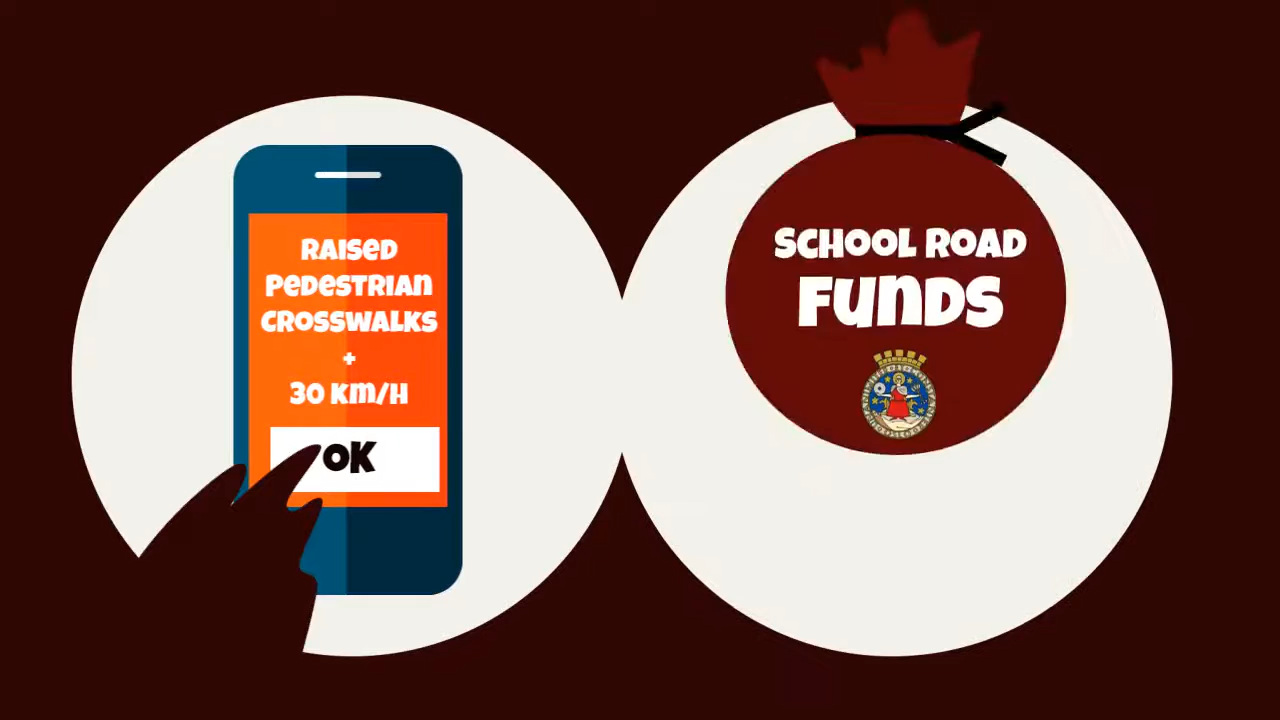 RAISED
PEDESTRIAN
CROSSWALKS
+
30 KM/H
OK
SCHOOL ROAD
FUNDS